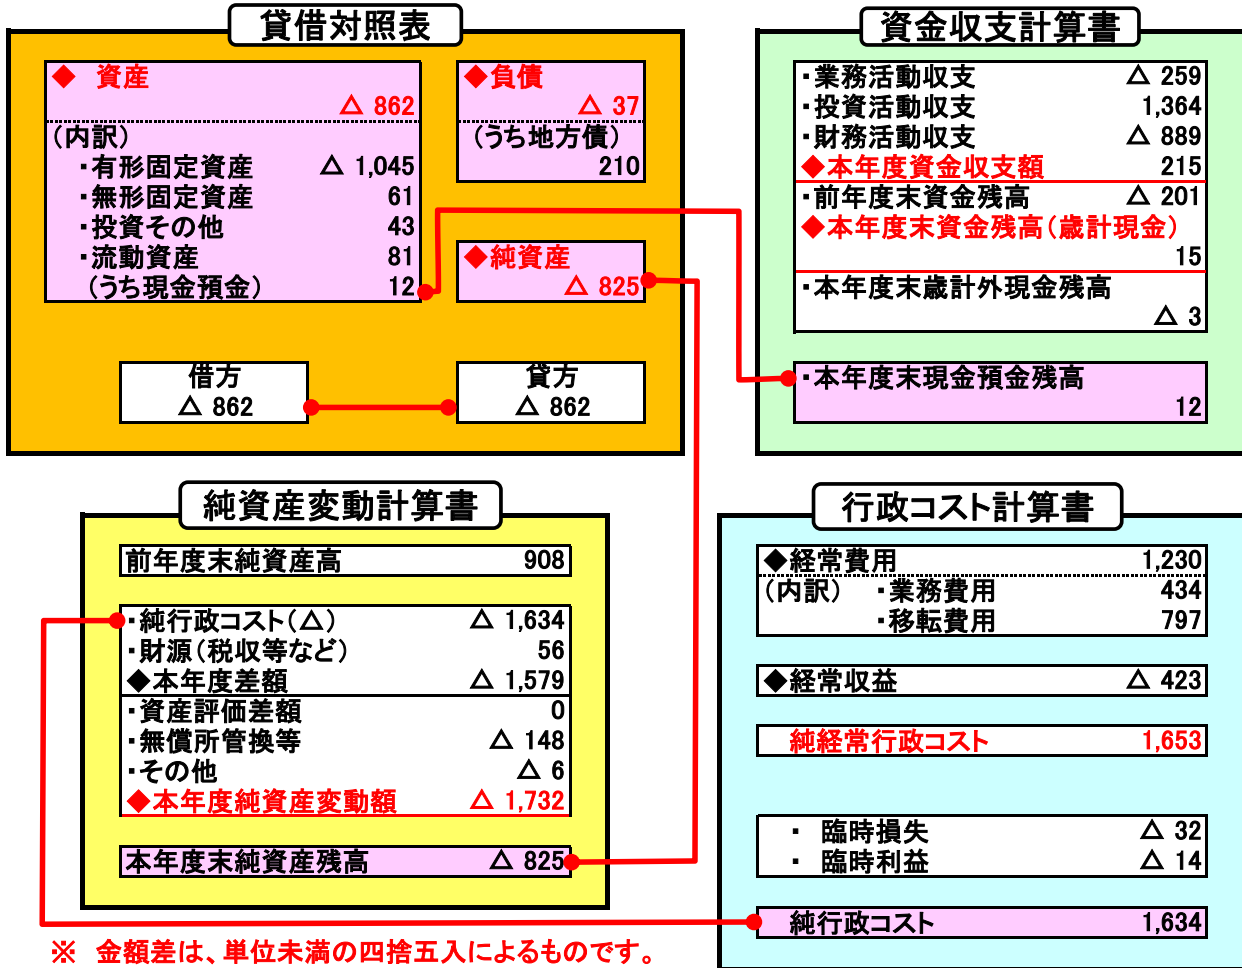 貸借対照表
◆ 資産
△ 862
(内訳)
・有形固定資産 △ 1,045
・無形固定資産 61
・投資その他 43
・流動資産 81
(うち現金預金) 12
◆負債
△ 37
(うち地方債)
210
◆純資産
△ 825
借方
△ 862
貸方
△ 862
資金収支計算書
・業務活動収支 △ 259
・投資活動収支 1,364
・財務活動収支 △ 889
◆本年度資金収支額 215
・前年度末資金残高 △ 201
◆本年度末資金残高(歳計現金)
15
・本年度末歳計外現金残高
△ 3
・本年度末現金預金残高
12
純資産変動計算書
前年度末純資産高 908
・純行政コスト(△) △ 1,634
・財源(税収等など) 56
◆本年度差額 △ 1,579
・資産評価差額 0
・無償所管換等 △ 148
・その他 △ 6
◆本年度純資産変動額 △ 1,732
本年度末純資産残高 △ 825
行政コスト計算書
◆経常費用 1,230
(内訳) ・業務費用 434
・移転費用 797
◆経常収益 △ 423
純経常行政コスト 1,653
・ 臨時損失 △ 32
・ 臨時利益 △ 14
純行政コスト 1,634
※ 金額差は、単位未満の四捨五入によるものです。